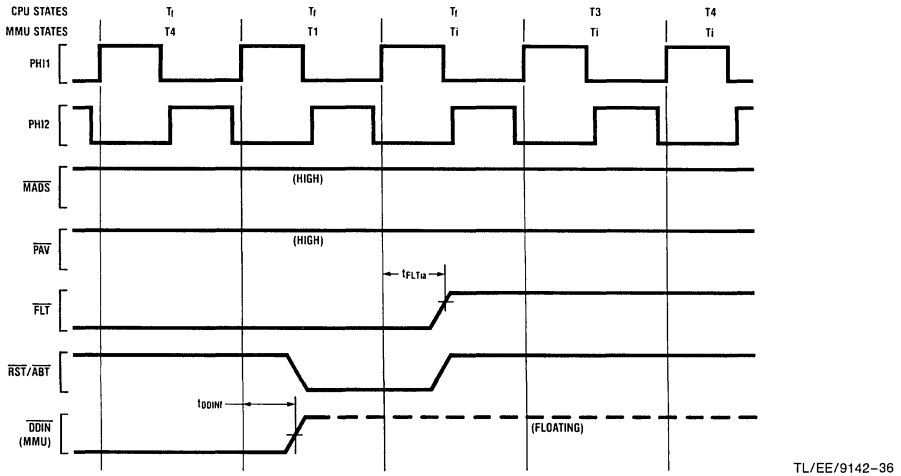 CPU STATES Tf Tf Tf T3 T4
MMU STATES T4 T1 Ti Ti Ti
PHI1
PHI2
MADS
(HIGH)
PAV
(HIGH)
tFLTia
FLT
RST/ABT
tDDINf
DDIN
(MMU)
(FLOATING)
TL/EE/9142-36